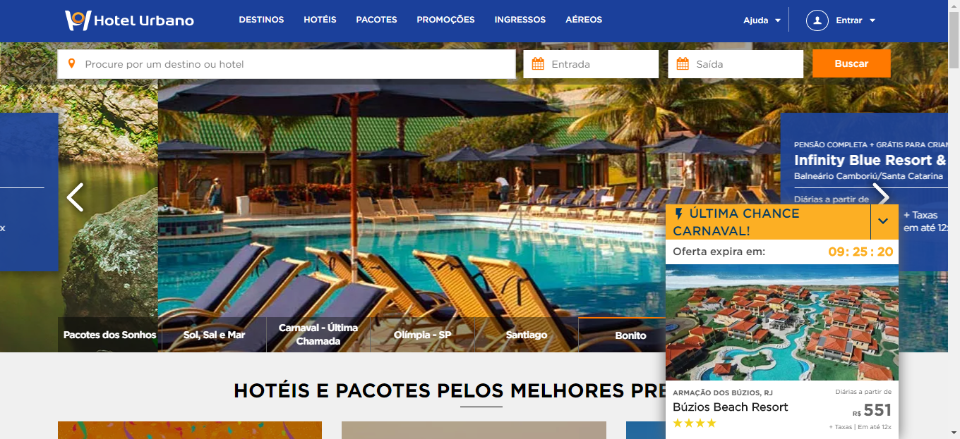 Hotel Urbano
DESTINOS HOTÉIS PACOTES PROMOÇÕES INGRESSOS AÉREOS
Ajuda
Entrar
Procure por um destino ou hotel
Entrada
Saída
Buscar
PENSÃO COMPLETA + GRÁTIS PARA CRIAN
Infinity Blue Resort &
Balneário Camboriú/Santa Catarina
Diárias a partir de
+ Taxas
em até 12x
x
ÚLTIMA CHANCE
CARNAVAL!
Oferta expira em: 09: 25 : 20
Pacotes dos Sonhos
Sol, Sal e Mar
Carnaval - Última
Chamada
Olímpia - SP
Santiago
Bonito
HOTÉIS E PACOTES PELOS MELHORES PRE
ARMAÇÃO DOS BÚZIOS, RJ
Búzios Beach Resort
Diárias a partir de
R$ 551
+ Taxas | Em até 12x